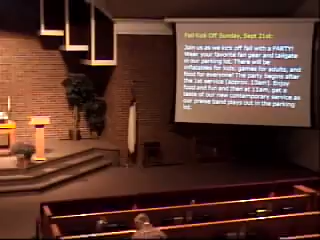 Fall Kick Off Sunday, Sept 21st:
Join us as we kick off fall with a PARTY!
Wear your favorite fan gear and tailgate
in our parking lot. There will be
inflatables for kids, games for adults, and
food for everyone! The party begins after
the 1st service (approx. 10am). Enjoy
food and fun and then at 11am, get a
taste of our new contemporary service as
our praise band plays out in the parking
lot.